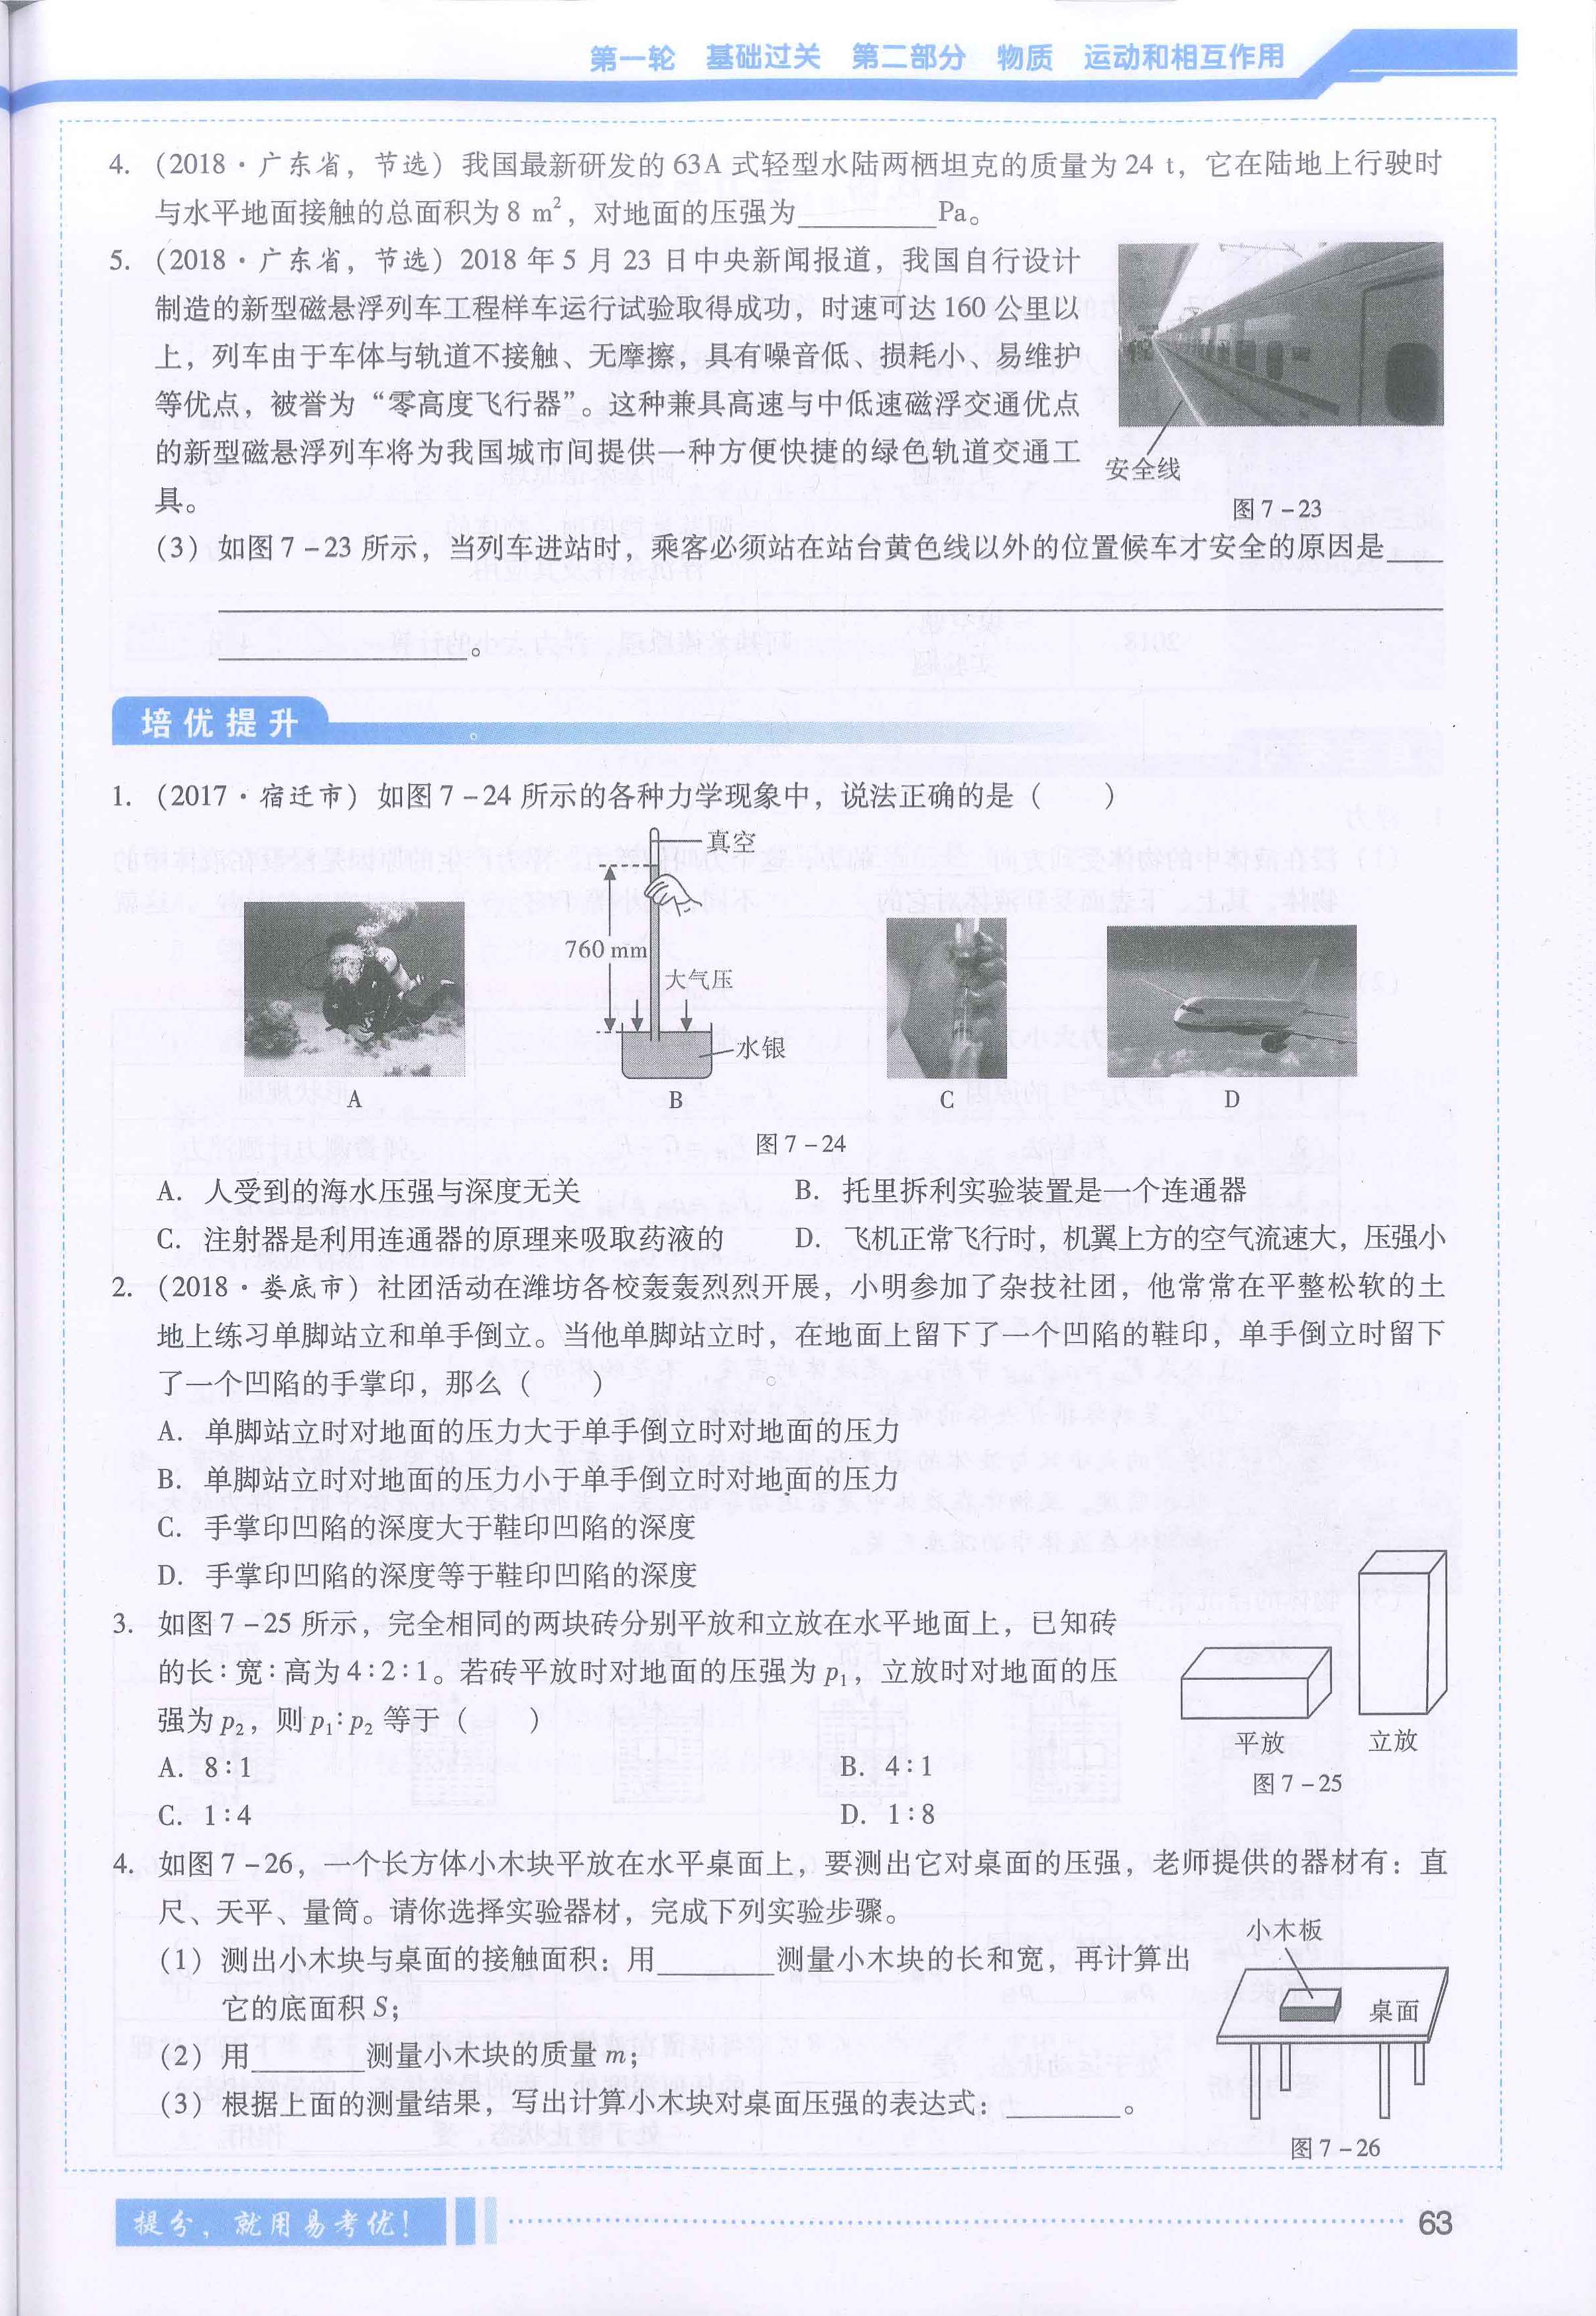 第一轮 基础过关 第二部分 物质 运动和相互作用
4. (2018·广东省，节选) 我国最新研发的 63A 式轻型水陆两栖坦克的质量为 24 t，它在陆地上行驶时
与水平地面接触的总面积为 8 m²，对地面的压强为________Pa。
5. (2018·广东省，节选) 2018 年 5 月 23 日中央新闻报道，我国自行设计
制造的新型磁悬浮列车工程样车运行试验取得成功，时速可达 160 公里以
上，列车由于车体与轨道不接触、无摩擦，具有噪音低、损耗小、易维护
等优点，被誉为“零高度飞行器”。这种兼具高速与中低速磁浮交通优点
的新型磁悬浮列车将为我国城市间提供一种方便快捷的绿色轨道交通工
具。
安全线
图 7-23
(3) 如图 7-23 所示，当列车进站时，乘客必须站在站台黄色线以外的位置候车才安全的原因是____
________________
________________。
培优提升
1. (2017·宿迁市) 如图 7-24 所示的各种力学现象中，说法正确的是（　　）
真空
760 mm
大气压
水银
A B C D
图 7-24
A. 人受到的海水压强与深度无关 B. 托里拆利实验装置是一个连通器
C. 注射器是利用连通器的原理来吸取药液的 D. 飞机正常飞行时，机翼上方的空气流速大，压强小
2. (2018·娄底市) 社团活动在潍坊各校轰轰烈烈开展，小明参加了杂技社团，他常常在平整松软的土
地上练习单脚站立和单手倒立。当他单脚站立时，在地面上留下了一个凹陷的鞋印，单手倒立时留下
了一个凹陷的手掌印，那么（　　）
A. 单脚站立时对地面的压力大于单手倒立时对地面的压力
B. 单脚站立时对地面的压力小于单手倒立时对地面的压力
C. 手掌印凹陷的深度大于鞋印凹陷的深度
D. 手掌印凹陷的深度等于鞋印凹陷的深度
3. 如图 7-25 所示，完全相同的两块砖分别平放和立放在水平地面上，已知砖
的长∶宽∶高为 4∶2∶1。若砖平放时对地面的压强为 p₁，立放时对地面的压
强为 p₂，则 p₁∶p₂ 等于（　　）
A. 8∶1 B. 4∶1
C. 1∶4 D. 1∶8
平放 立放
图 7-25
4. 如图 7-26，一个长方体小木块平放在水平桌面上，要测出它对桌面的压强，老师提供的器材有：直
尺、天平、量筒。请你选择实验器材，完成下列实验步骤。
(1) 测出小木块与桌面的接触面积：用________测量小木块的长和宽，再计算出
它的底面积 S；
(2) 用________测量小木块的质量 m；
(3) 根据上面的测量结果，写出计算小木块对桌面压强的表达式：________。
小木板
桌面
图 7-26
提分，就用易考优！
63